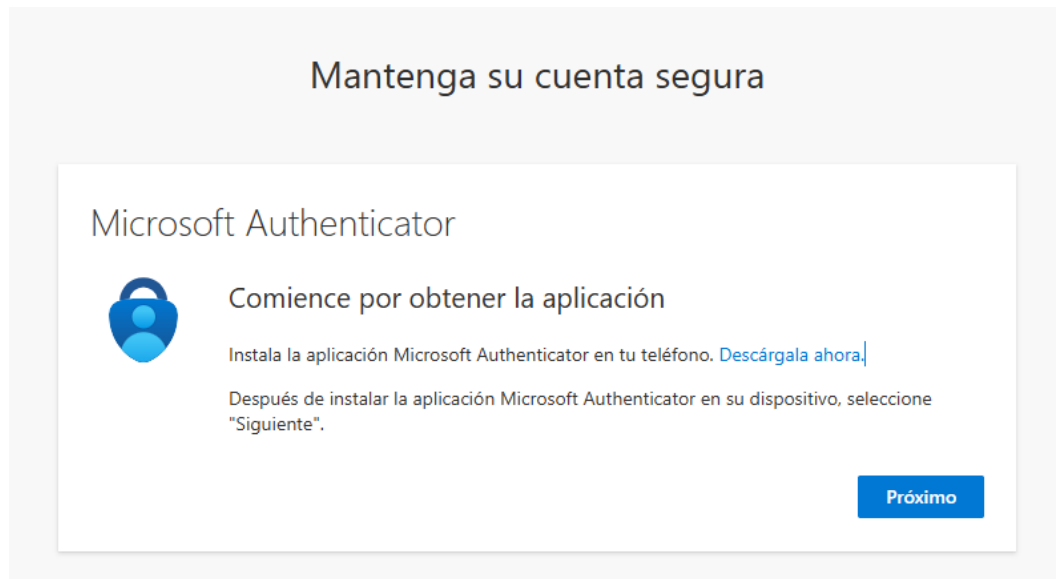 Mantenga su cuenta segura
Microsoft Authenticator
Comience por obtener la aplicación
Instala la aplicación Microsoft Authenticator en tu teléfono. Descárgala ahora.
Después de instalar la aplicación Microsoft Authenticator en su dispositivo, seleccione
"Siguiente".
Próximo